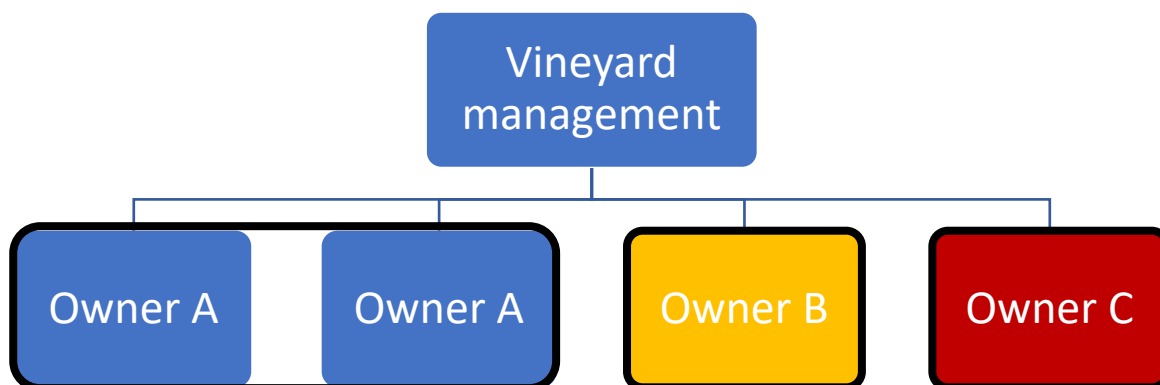 Vineyard
management
Owner A
Owner A
Owner B
Owner C